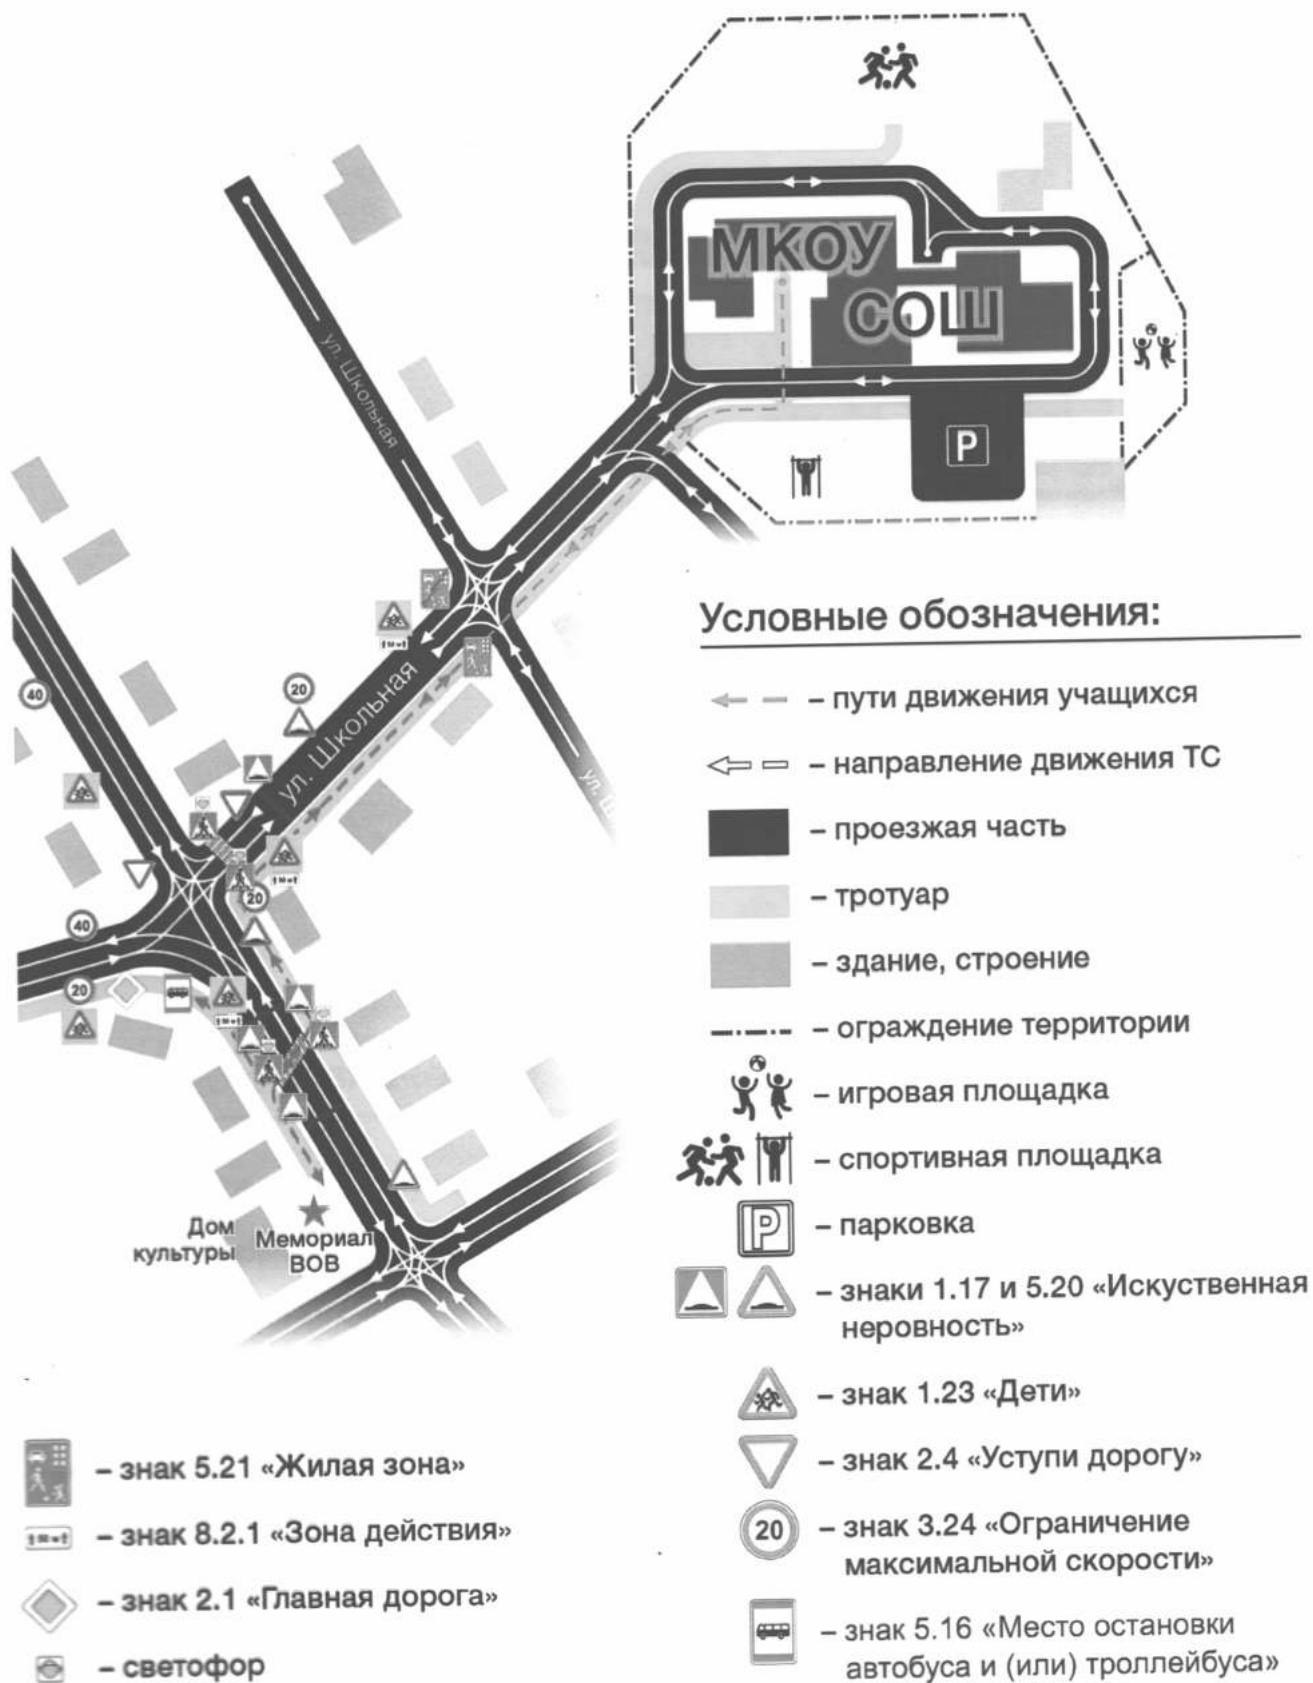 МКОУ
СОШ
ул. Школьная
ул. Школьная
P
40
20
20
40
20
Дом
культуры
Мемориал
ВОВ
Условные обозначения:
– пути движения учащихся
– направление движения ТС
– проезжая часть
– тротуар
– здание, строение
– ограждение территории
– игровая площадка
– спортивная площадка
P – парковка
– знаки 1.17 и 5.20 «Искуственная
неровность»
– знак 1.23 «Дети»
– знак 2.4 «Уступи дорогу»
20 – знак 3.24 «Ограничение
максимальной скорости»
– знак 5.16 «Место остановки
автобуса и (или) троллейбуса»
– знак 5.21 «Жилая зона»
– знак 8.2.1 «Зона действия»
– знак 2.1 «Главная дорога»
– светофор